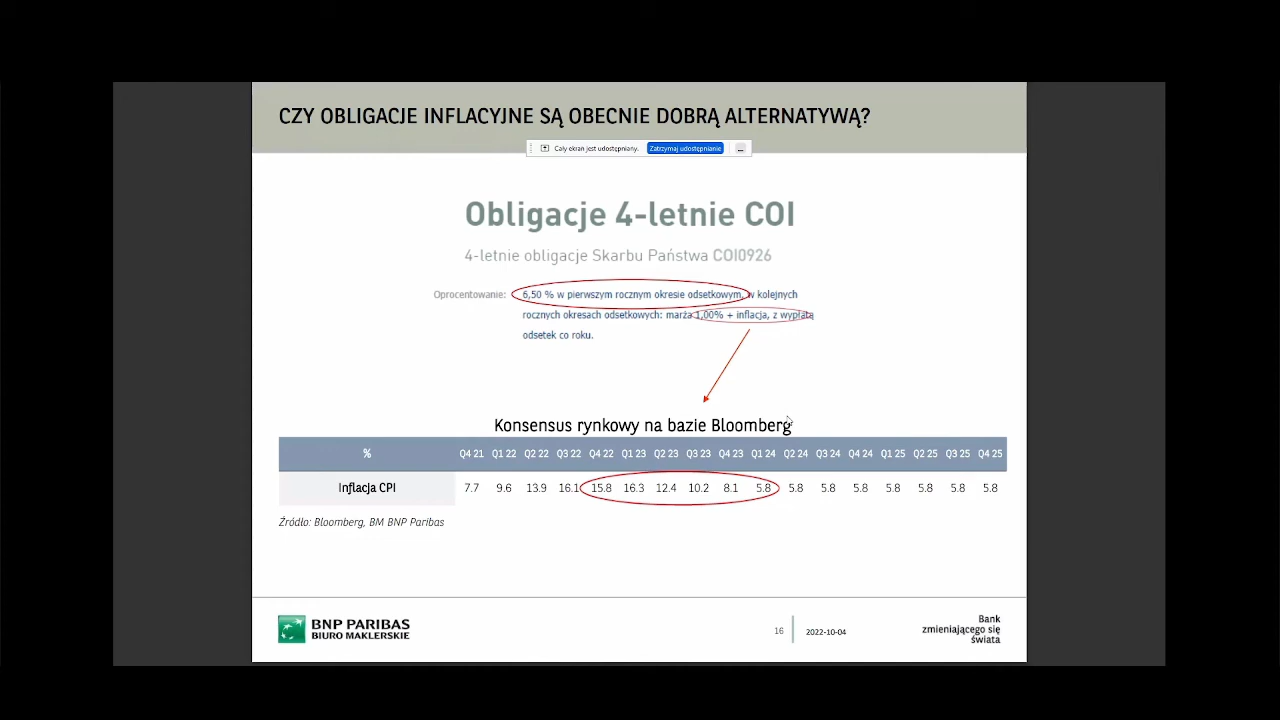 CZY OBLIGACJE INFLACYJNE SĄ OBECNIE DOBRĄ ALTERNATYWĄ?
Cały ekran jest udostępniany. Zatrzymaj udostępnianie
Obligacje 4-letnie COI
4-letnie obligacje Skarbu Państwa COI0926
Oprocentowanie: 6,50 % w pierwszym rocznym okresie odsetkowym, w kolejnych
rocznych okresach odsetkowych: marża 1,00% + inflacja, z wypłatą
odsetek co roku.
Konsensus rynkowy na bazie Bloomberg
% Q4 21 Q1 22 Q2 22 Q3 22 Q4 22 Q1 23 Q2 23 Q3 23 Q4 23 Q1 24 Q2 24 Q3 24 Q4 24 Q1 25 Q2 25 Q3 25 Q4 25
Inflacja CPI 7.7 9.6 13.9 16.1 15.8 16.3 12.4 10.2 8.1 5.8 5.8 5.8 5.8 5.8 5.8 5.8 5.8
Źródło: Bloomberg, BM BNP Paribas
BNP PARIBAS
BIURO MAKLERSKIE
16 2022-10-04
Bank
zmieniającego się
świata